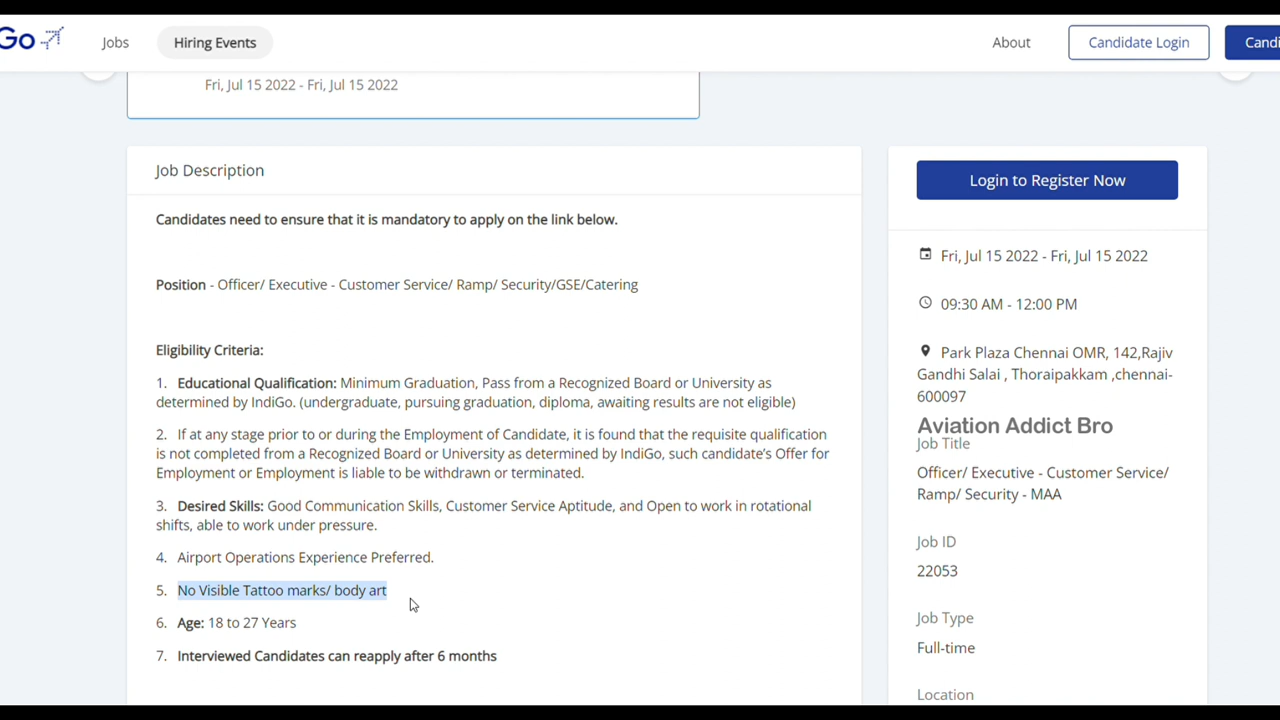 Go
Jobs
Hiring Events
About
Candidate Login
Candi
Fri, Jul 15 2022 - Fri, Jul 15 2022
Job Description
Candidates need to ensure that it is mandatory to apply on the link below.
Position - Officer/ Executive - Customer Service/ Ramp/ Security/GSE/Catering
Eligibility Criteria:
1. Educational Qualification: Minimum Graduation, Pass from a Recognized Board or University as
determined by IndiGo. (undergraduate, pursuing graduation, diploma, awaiting results are not eligible)
2. If at any stage prior to or during the Employment of Candidate, it is found that the requisite qualification
is not completed from a Recognized Board or University as determined by IndiGo, such candidate's Offer for
Employment or Employment is liable to be withdrawn or terminated.
3. Desired Skills: Good Communication Skills, Customer Service Aptitude, and Open to work in rotational
shifts, able to work under pressure.
4. Airport Operations Experience Preferred.
5. No Visible Tattoo marks/ body art
6. Age: 18 to 27 Years
7. Interviewed Candidates can reapply after 6 months
Login to Register Now
Fri, Jul 15 2022 - Fri, Jul 15 2022
09:30 AM - 12:00 PM
Park Plaza Chennai OMR, 142,Rajiv
Gandhi Salai , Thoraipakkam ,chennai-
600097
Aviation Addict Bro
Job Title
Officer/ Executive - Customer Service/
Ramp/ Security - MAA
Job ID
22053
Job Type
Full-time
Location